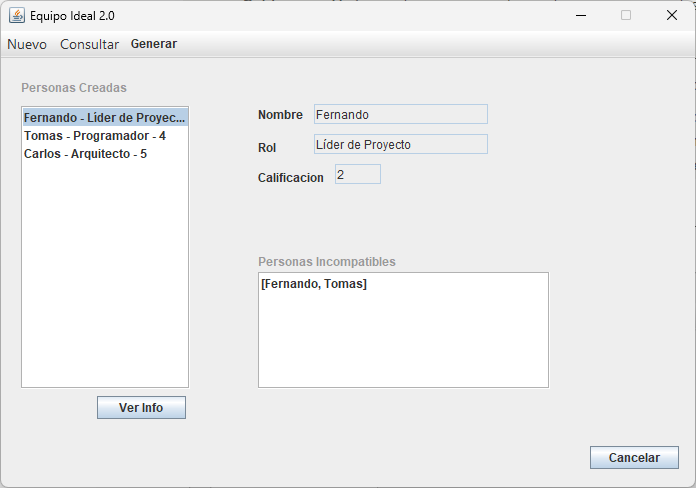 Equipo Ideal 2.0
Nuevo Consultar Generar
Personas Creadas
Fernando - Líder de Proyec...
Tomas - Programador - 4
Carlos - Arquitecto - 5
Ver Info
Nombre Fernando
Rol Líder de Proyecto
Calificacion 2
Personas Incompatibles
[Fernando, Tomas]
Cancelar